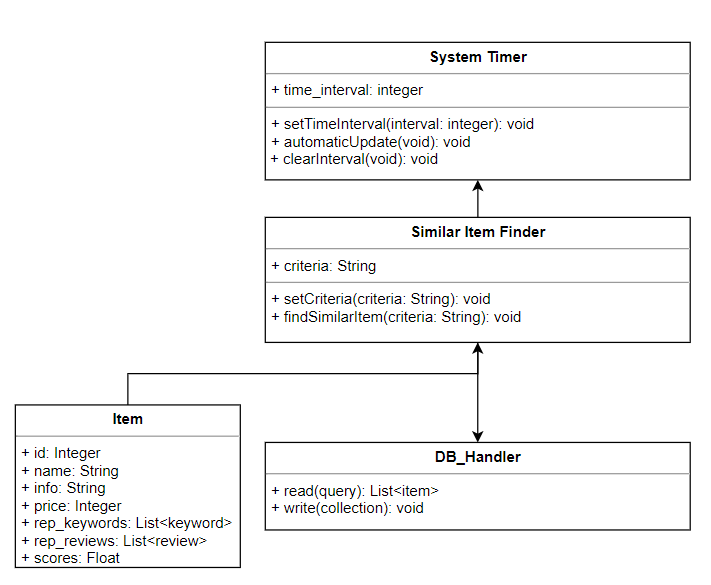 System Timer
+ time_interval: integer
+ setTimeInterval(interval: integer): void
+ automaticUpdate(void): void
+ clearInterval(void): void
Similar Item Finder
+ criteria: String
+ setCriteria(criteria: String): void
+ findSimilarItem(criteria: String): void
Item
+ id: Integer
+ name: String
+ info: String
+ price: Integer
+ rep_keywords: List<keyword>
+ rep_reviews: List<review>
+ scores: Float
DB_Handler
+ read(query): List<item>
+ write(collection): void